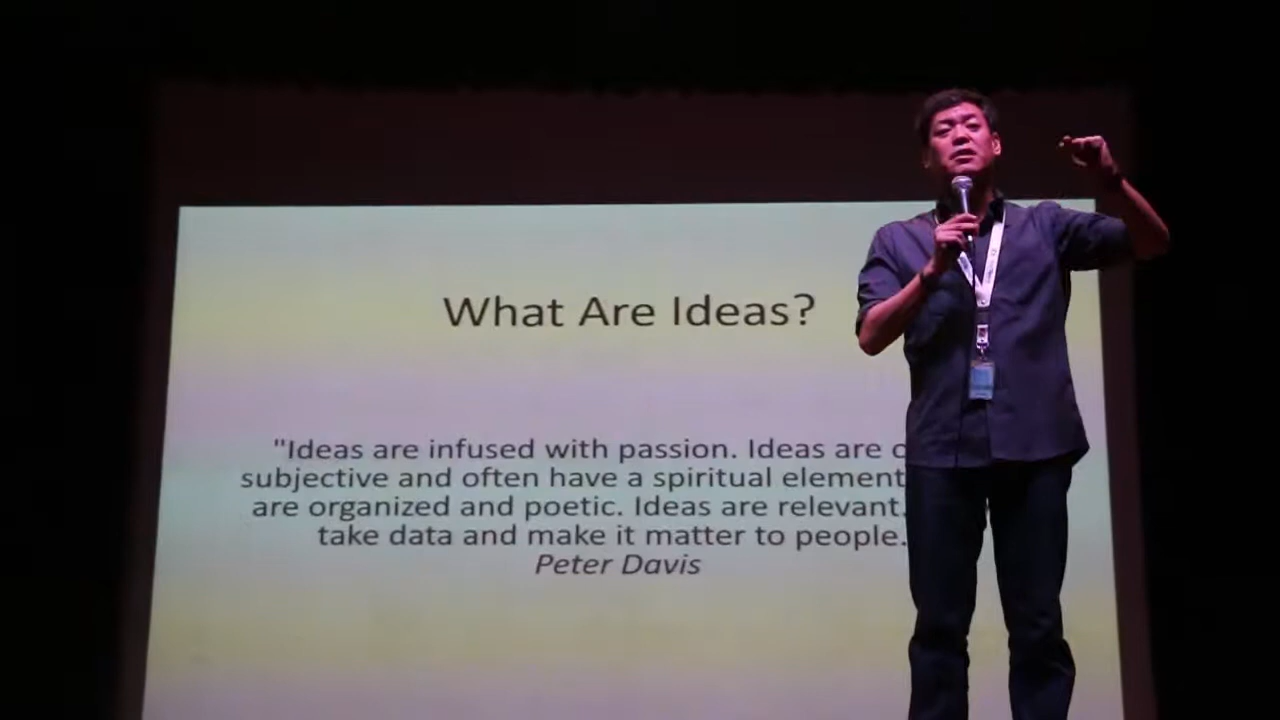 What Are Ideas?
"Ideas are infused with passion. Ideas are
subjective and often have a spiritual element
are organized and poetic. Ideas are relevant.
take data and make it matter to people.
Peter Davis